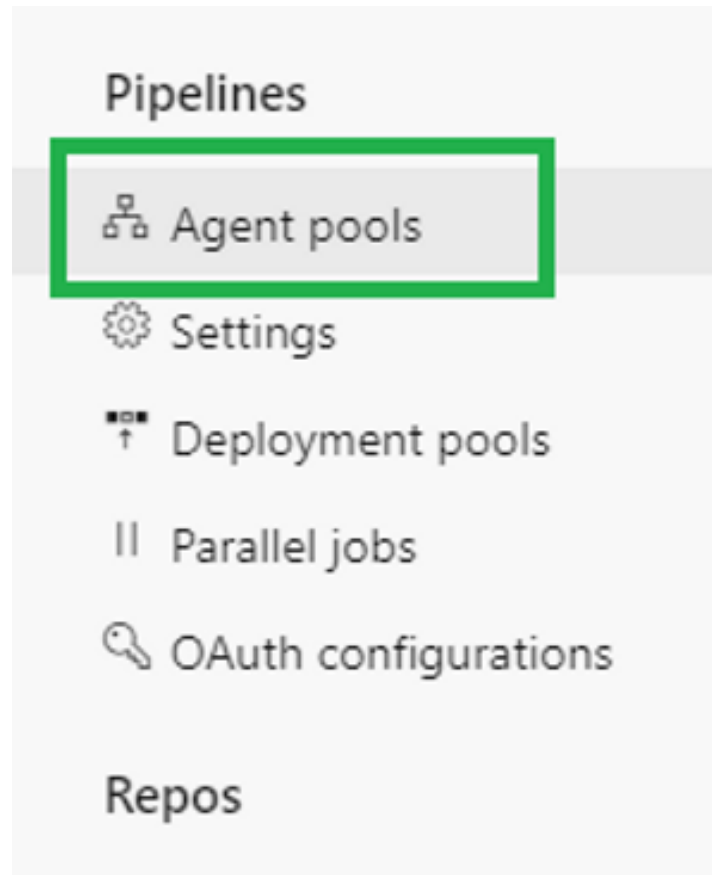 Pipelines
Agent pools
Settings
Deployment pools
Parallel jobs
OAuth configurations
Repos